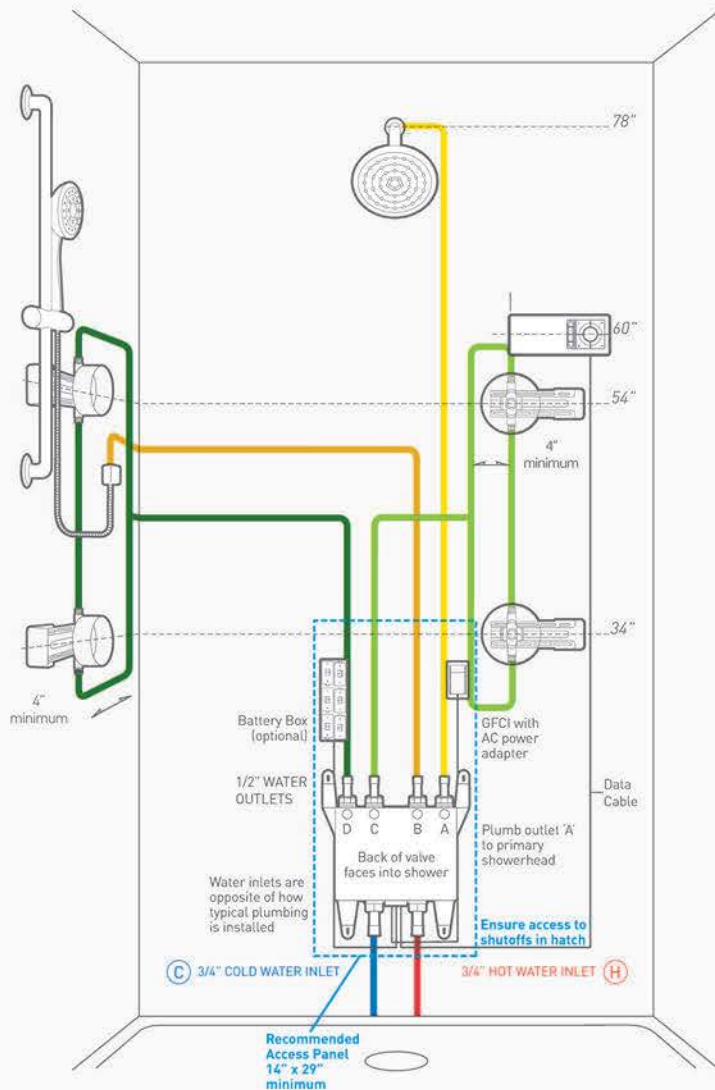 78"
60"
54"
4"
minimum
34"
4"
minimum
Battery Box
(optional)
GFCI with
AC power
adapter
1/2" WATER
OUTLETS
Data
Cable
D C B A
Back of valve
faces into shower
Plumb outlet 'A'
to primary
showerhead
Water inlets are
opposite of how
typical plumbing
is installed
Ensure access to
shutoffs in hatch
C 3/4" COLD WATER INLET
3/4" HOT WATER INLET H
Recommended
Access Panel
14" x 29"
minimum